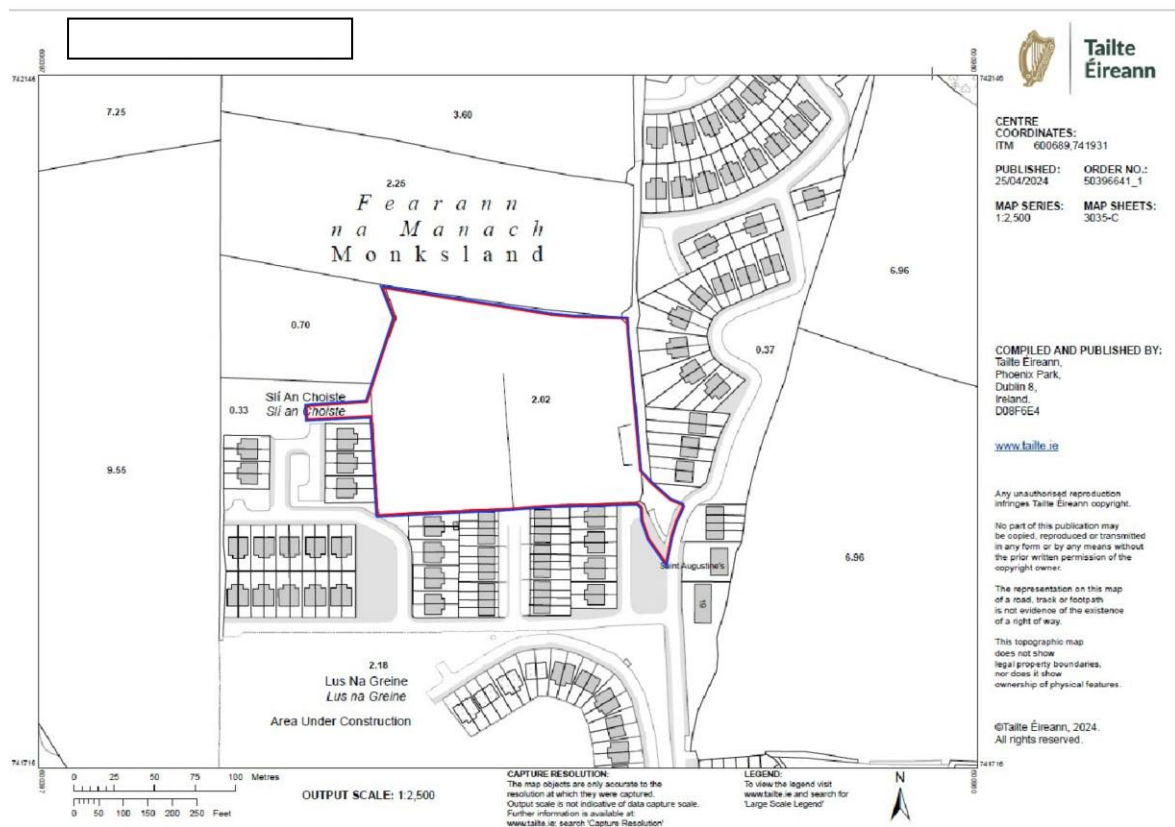 Tailte
Éireann
742146
742146
CENTRE
COORDINATES:
ITM 600689,741931
PUBLISHED: ORDER NO.:
25/04/2024 50396641_1
MAP SERIES: MAP SHEETS:
1:2,500 3035-C
7.25
3.60
2.25
Fearann
na Manach
Monksland
6.96
0.70
0.37
COMPILED AND PUBLISHED BY:
Tailte Éireann,
Phoenix Park,
Dublin 8,
Ireland.
D08F6E4
www.tailte.ie
Slí An Choiste
Slí an Choiste
0.33
2.02
9.55
6.96
Any unauthorised reproduction
infringes Tailte Éireann copyright.
No part of this publication may
be copied, reproduced or transmitted
in any form or by any means without
the prior written permission of the
copyright owner.
The representation on this map
of a road, track or footpath
is not evidence of the existence
of a right of way.
This topographic map
does not show
legal property boundaries,
nor does it show
ownership of physical features.
Saint Augustine's
19
2.18
Lus Na Greine
Lus na Greine
Area Under Construction
©Tailte Éireann, 2024.
All rights reserved.
741716
741716
0 25 50 75 100 Metres
0 50 100 150 200 250 Feet
OUTPUT SCALE: 1:2,500
CAPTURE RESOLUTION:
The map objects are only accurate to the
resolution at which they were captured.
Output scale is not indicative of data capture scale.
Further information is available at:
www.tailte.ie; search 'Capture Resolution'
LEGEND:
To view the legend visit
www.tailte.ie and search for
'Large Scale Legend'
N